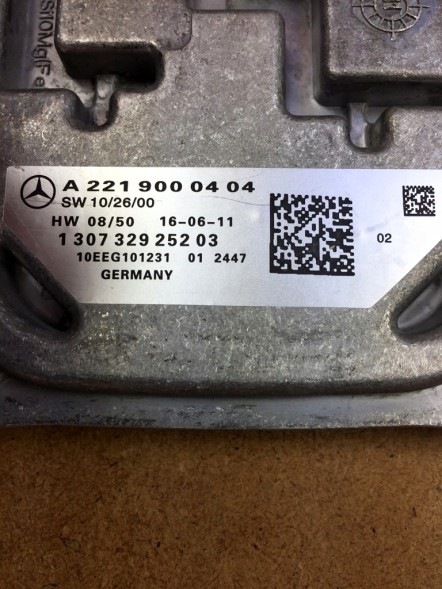 A 221 900 04 04
SW 10/26/00
HW 08/50 16-06-11
1 307 329 252 03
10EEG101231 01 2447
GERMANY
02